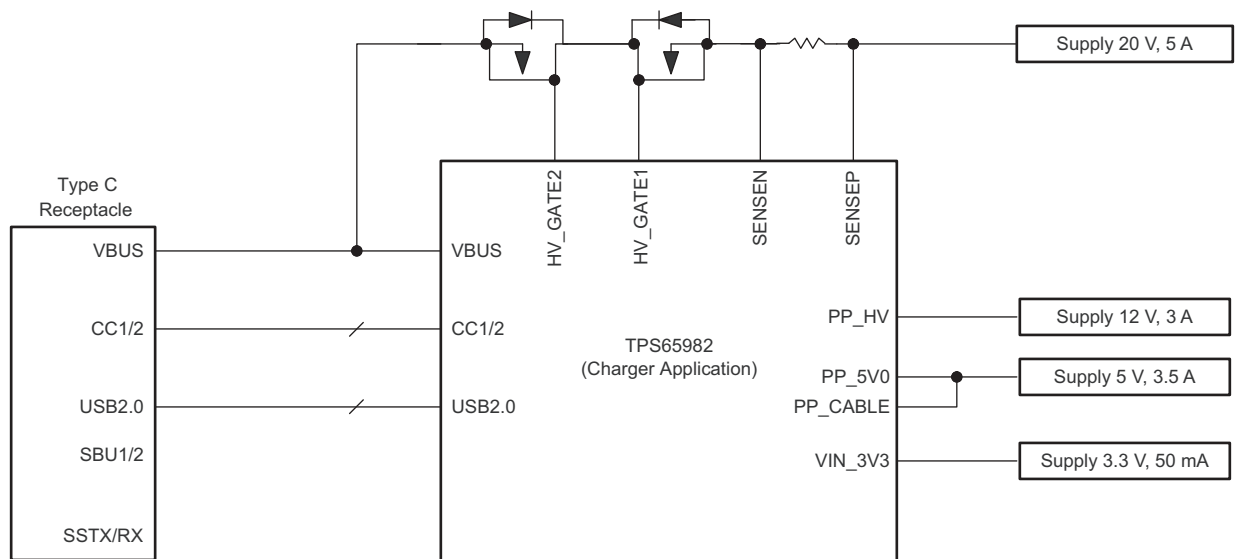 Supply 20 V, 5 A
HV_GATE2
HV_GATE1
SENSEN
SENSEP
Type C
Receptacle
VBUS
VBUS
CC1/2
CC1/2
USB2.0
USB2.0
SBU1/2
SSTX/RX
TPS65982
(Charger Application)
PP_HV
Supply 12 V, 3 A
PP_5V0
Supply 5 V, 3.5 A
PP_CABLE
VIN_3V3
Supply 3.3 V, 50 mA